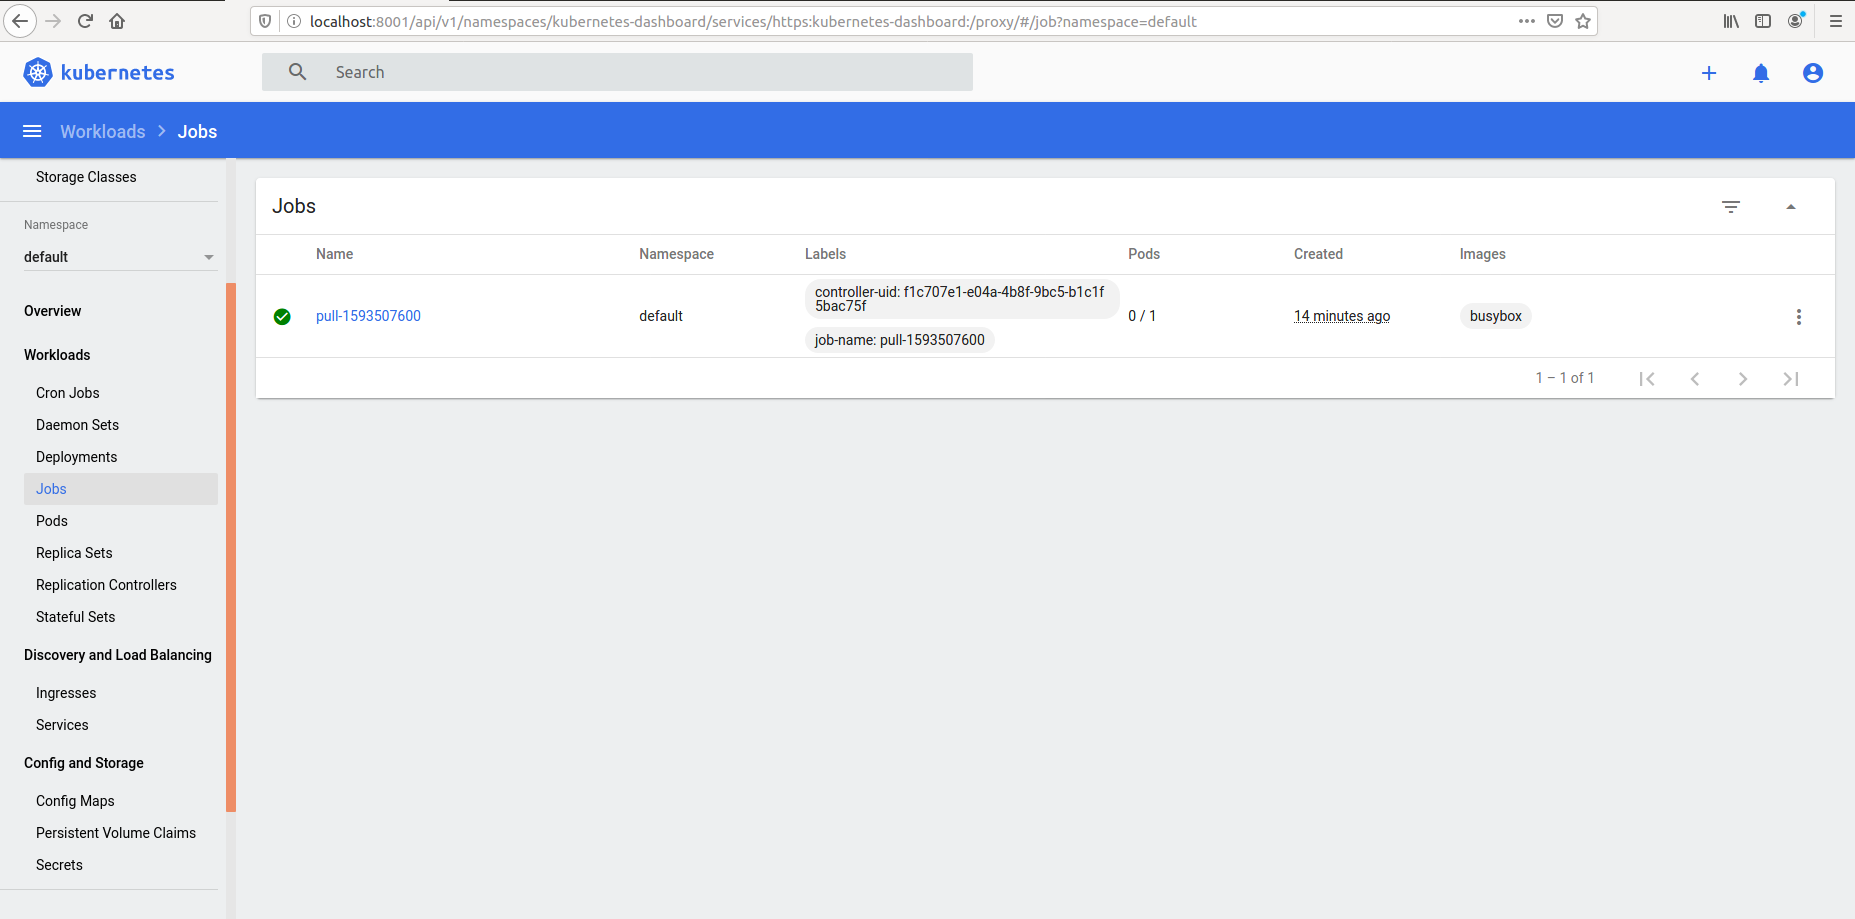 localhost:8001/api/v1/namespaces/kubernetes-dashboard/services/https:kubernetes-dashboard:/proxy/#/job?namespace=default
kubernetes
Search
Workloads > Jobs
Storage Classes
Namespace
default
Overview
Workloads
Cron Jobs
Daemon Sets
Deployments
Jobs
Pods
Replica Sets
Replication Controllers
Stateful Sets
Discovery and Load Balancing
Ingresses
Services
Config and Storage
Config Maps
Persistent Volume Claims
Secrets
Jobs
Name Namespace Labels Pods Created Images
controller-uid: f1c707e1-e04a-4b8f-9bc5-b1c1f
5bac75f
pull-1593507600 default 0 / 1 14 minutes ago busybox
job-name: pull-1593507600
1 – 1 of 1